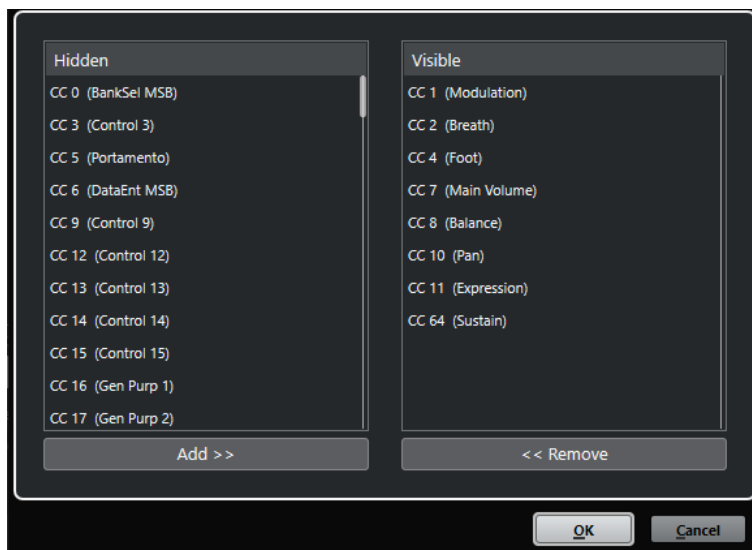 Hidden
CC 0 (BankSel MSB)
CC 3 (Control 3)
CC 5 (Portamento)
CC 6 (DataEnt MSB)
CC 9 (Control 9)
CC 12 (Control 12)
CC 13 (Control 13)
CC 14 (Control 14)
CC 15 (Control 15)
CC 16 (Gen Purp 1)
CC 17 (Gen Purp 2)
Add >>
Visible
CC 1 (Modulation)
CC 2 (Breath)
CC 4 (Foot)
CC 7 (Main Volume)
CC 8 (Balance)
CC 10 (Pan)
CC 11 (Expression)
CC 64 (Sustain)
<< Remove
OK
Cancel